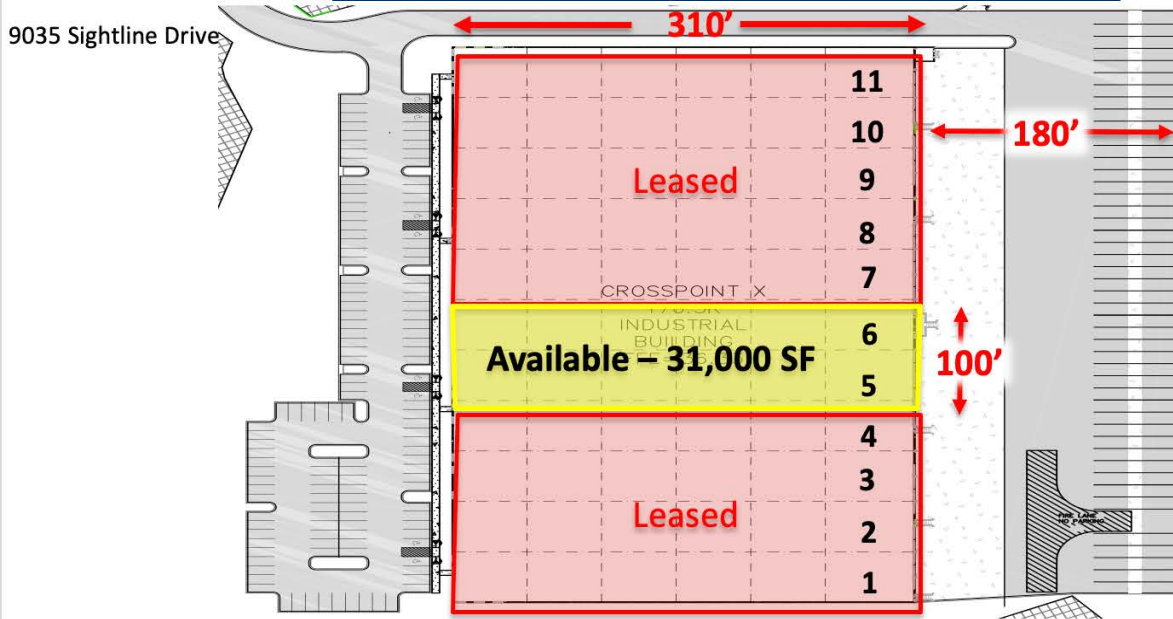 9035 Sightline Drive
310'
11
10
180'
Leased
9
8
7
CROSSPOINT X
INDUSTRIAL
BUILDING
6
Available – 31,000 SF
100'
5
4
3
Leased
2
FIRE LANE
NO PARKING
1